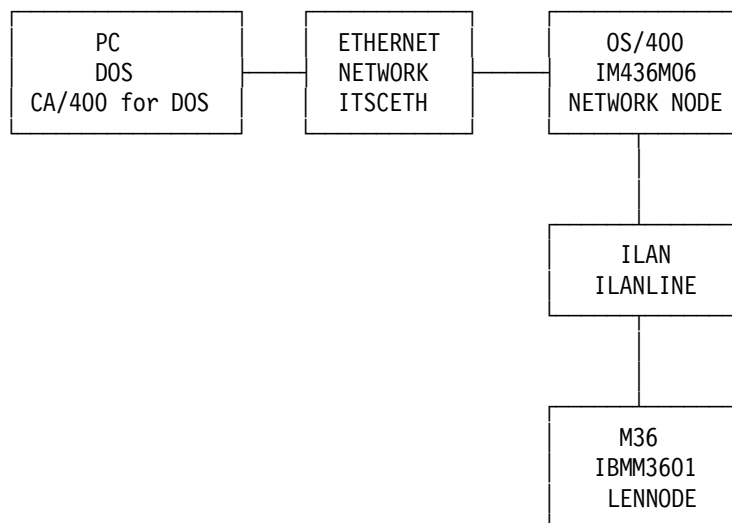 PC
DOS
CA/400 for DOS
ETHERNET
NETWORK
ITSCETH
OS/400
IM436M06
NETWORK NODE
ILAN
ILANLINE
M36
IBMM3601
LENNODE